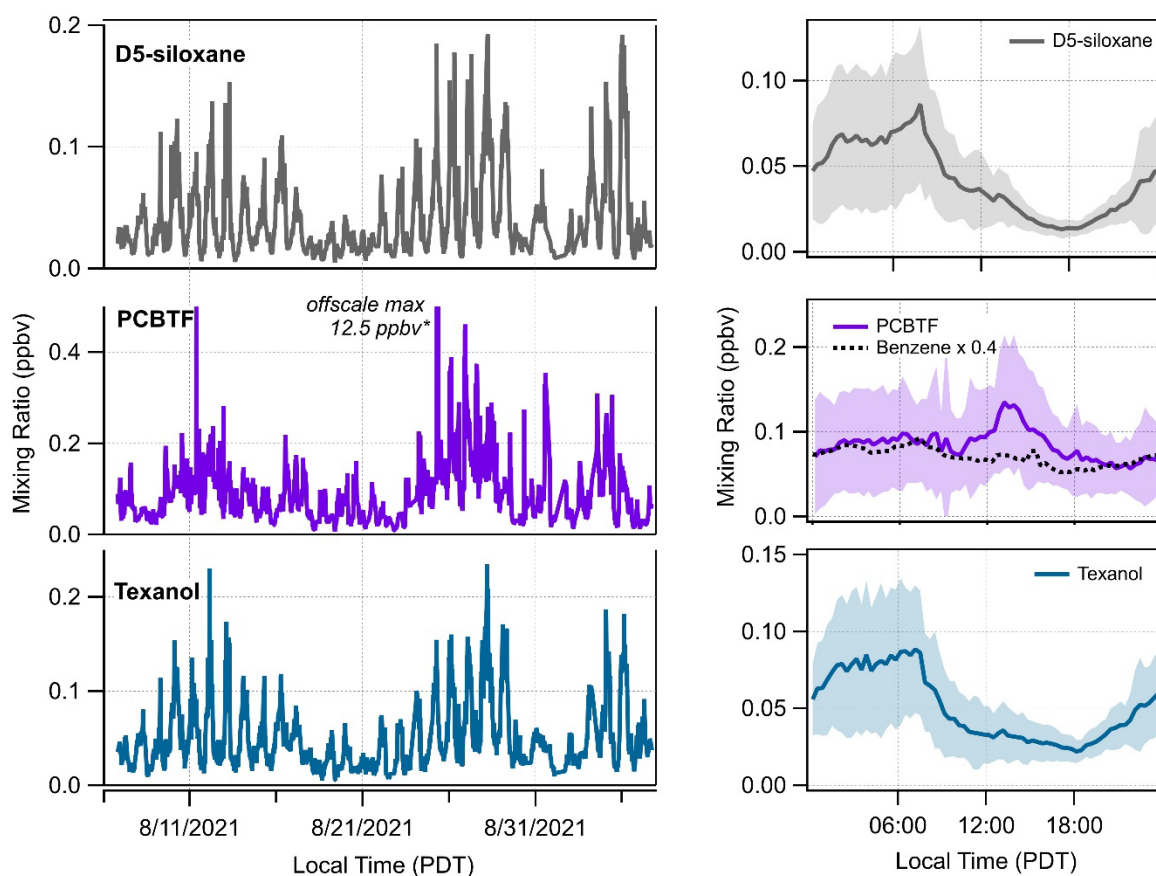 0.2
D5-siloxane
0.1
0.0
PCBTF
offscale max
12.5 ppbv*
0.4
0.2
0.0
Mixing Ratio (ppbv)
Texanol
0.2
0.1
0.0
8/11/2021
8/21/2021
8/31/2021
Local Time (PDT)
D5-siloxane
0.10
0.05
0.00
PCBTF
Benzene x 0.4
0.2
0.1
0.0
Mixing Ratio (ppbv)
0.15
Texanol
0.10
0.05
0.00
06:00
12:00
18:00
Local Time (PDT)